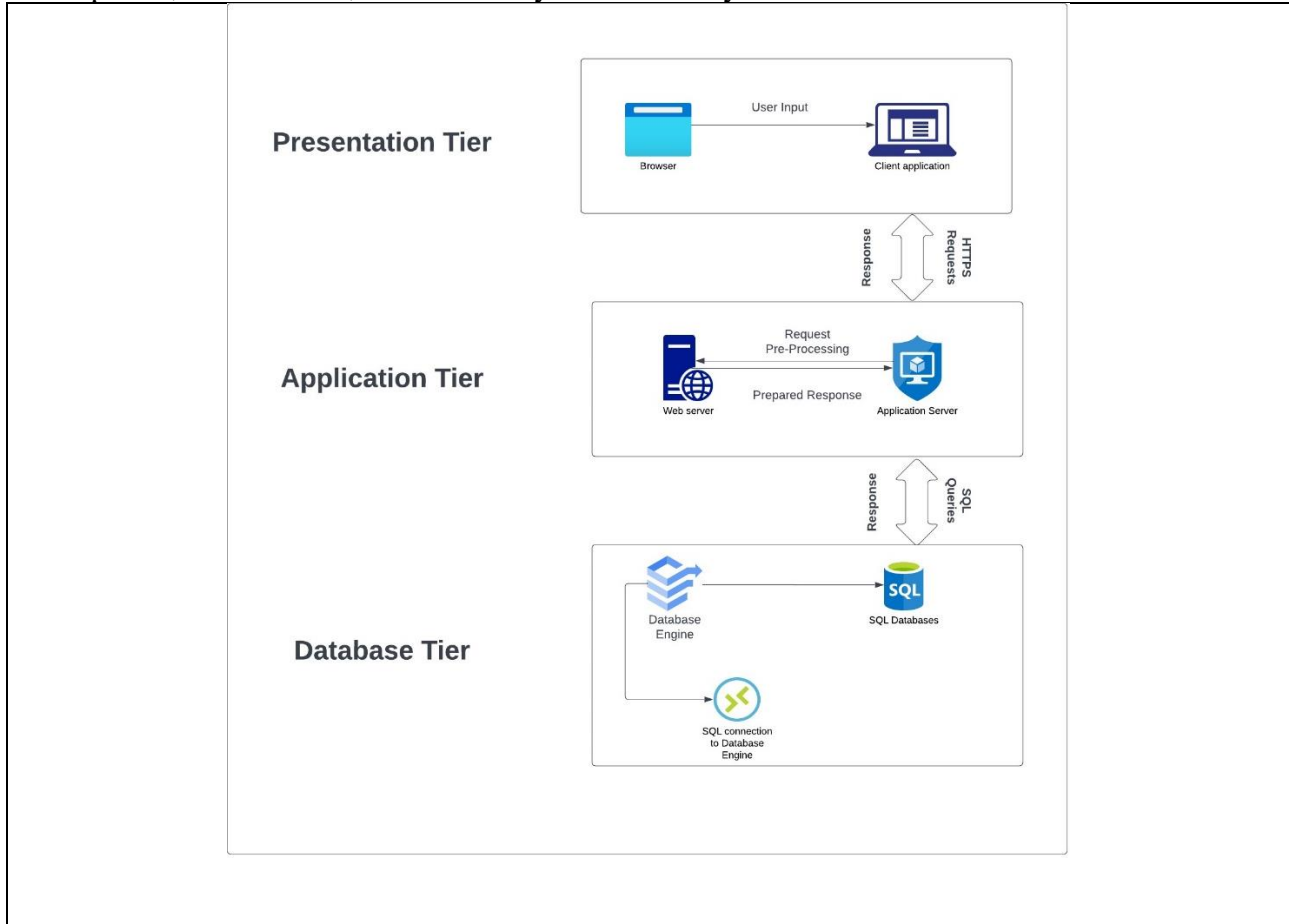 Presentation Tier
User Input
Browser
Client application
Response
HTTPS
Requests
Application Tier
Request
Pre-Processing
Prepared Response
Web server
Application Server
Response
SQL
Queries
Database Tier
Database
Engine
SQL
SQL Databases
SQL connection
to Database
Engine